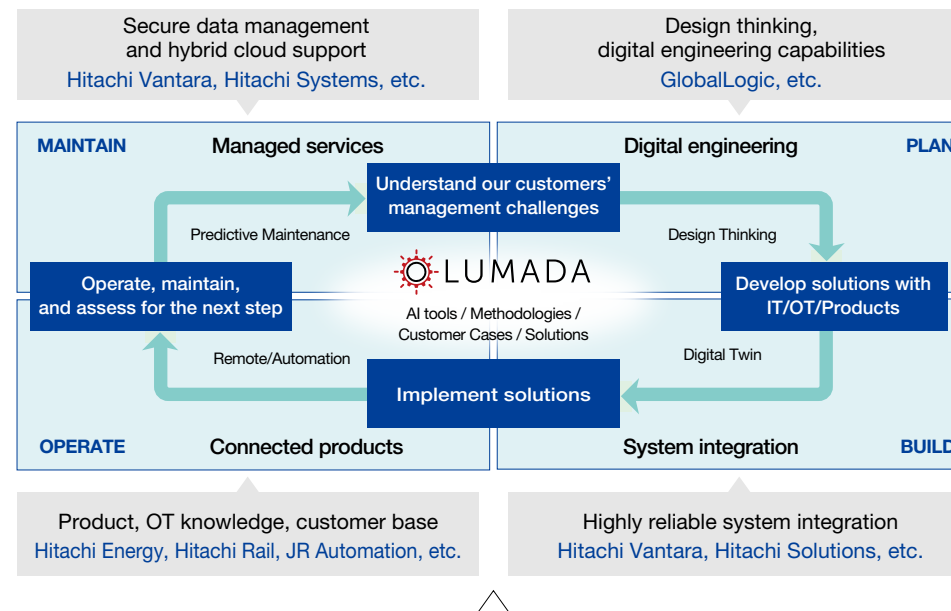 Secure data management
and hybrid cloud support
Hitachi Vantara, Hitachi Systems, etc.
Design thinking,
digital engineering capabilities
GlobalLogic, etc.
MAINTAIN
Managed services
Digital engineering
PLAN
Understand our customers’
management challenges
Predictive Maintenance
Design Thinking
Operate, maintain,
and assess for the next step
LUMADA
AI tools / Methodologies /
Customer Cases / Solutions
Develop solutions with
IT/OT/Products
Remote/Automation
Digital Twin
Implement solutions
OPERATE
Connected products
System integration
BUILD
Product, OT knowledge, customer base
Hitachi Energy, Hitachi Rail, JR Automation, etc.
Highly reliable system integration
Hitachi Vantara, Hitachi Solutions, etc.